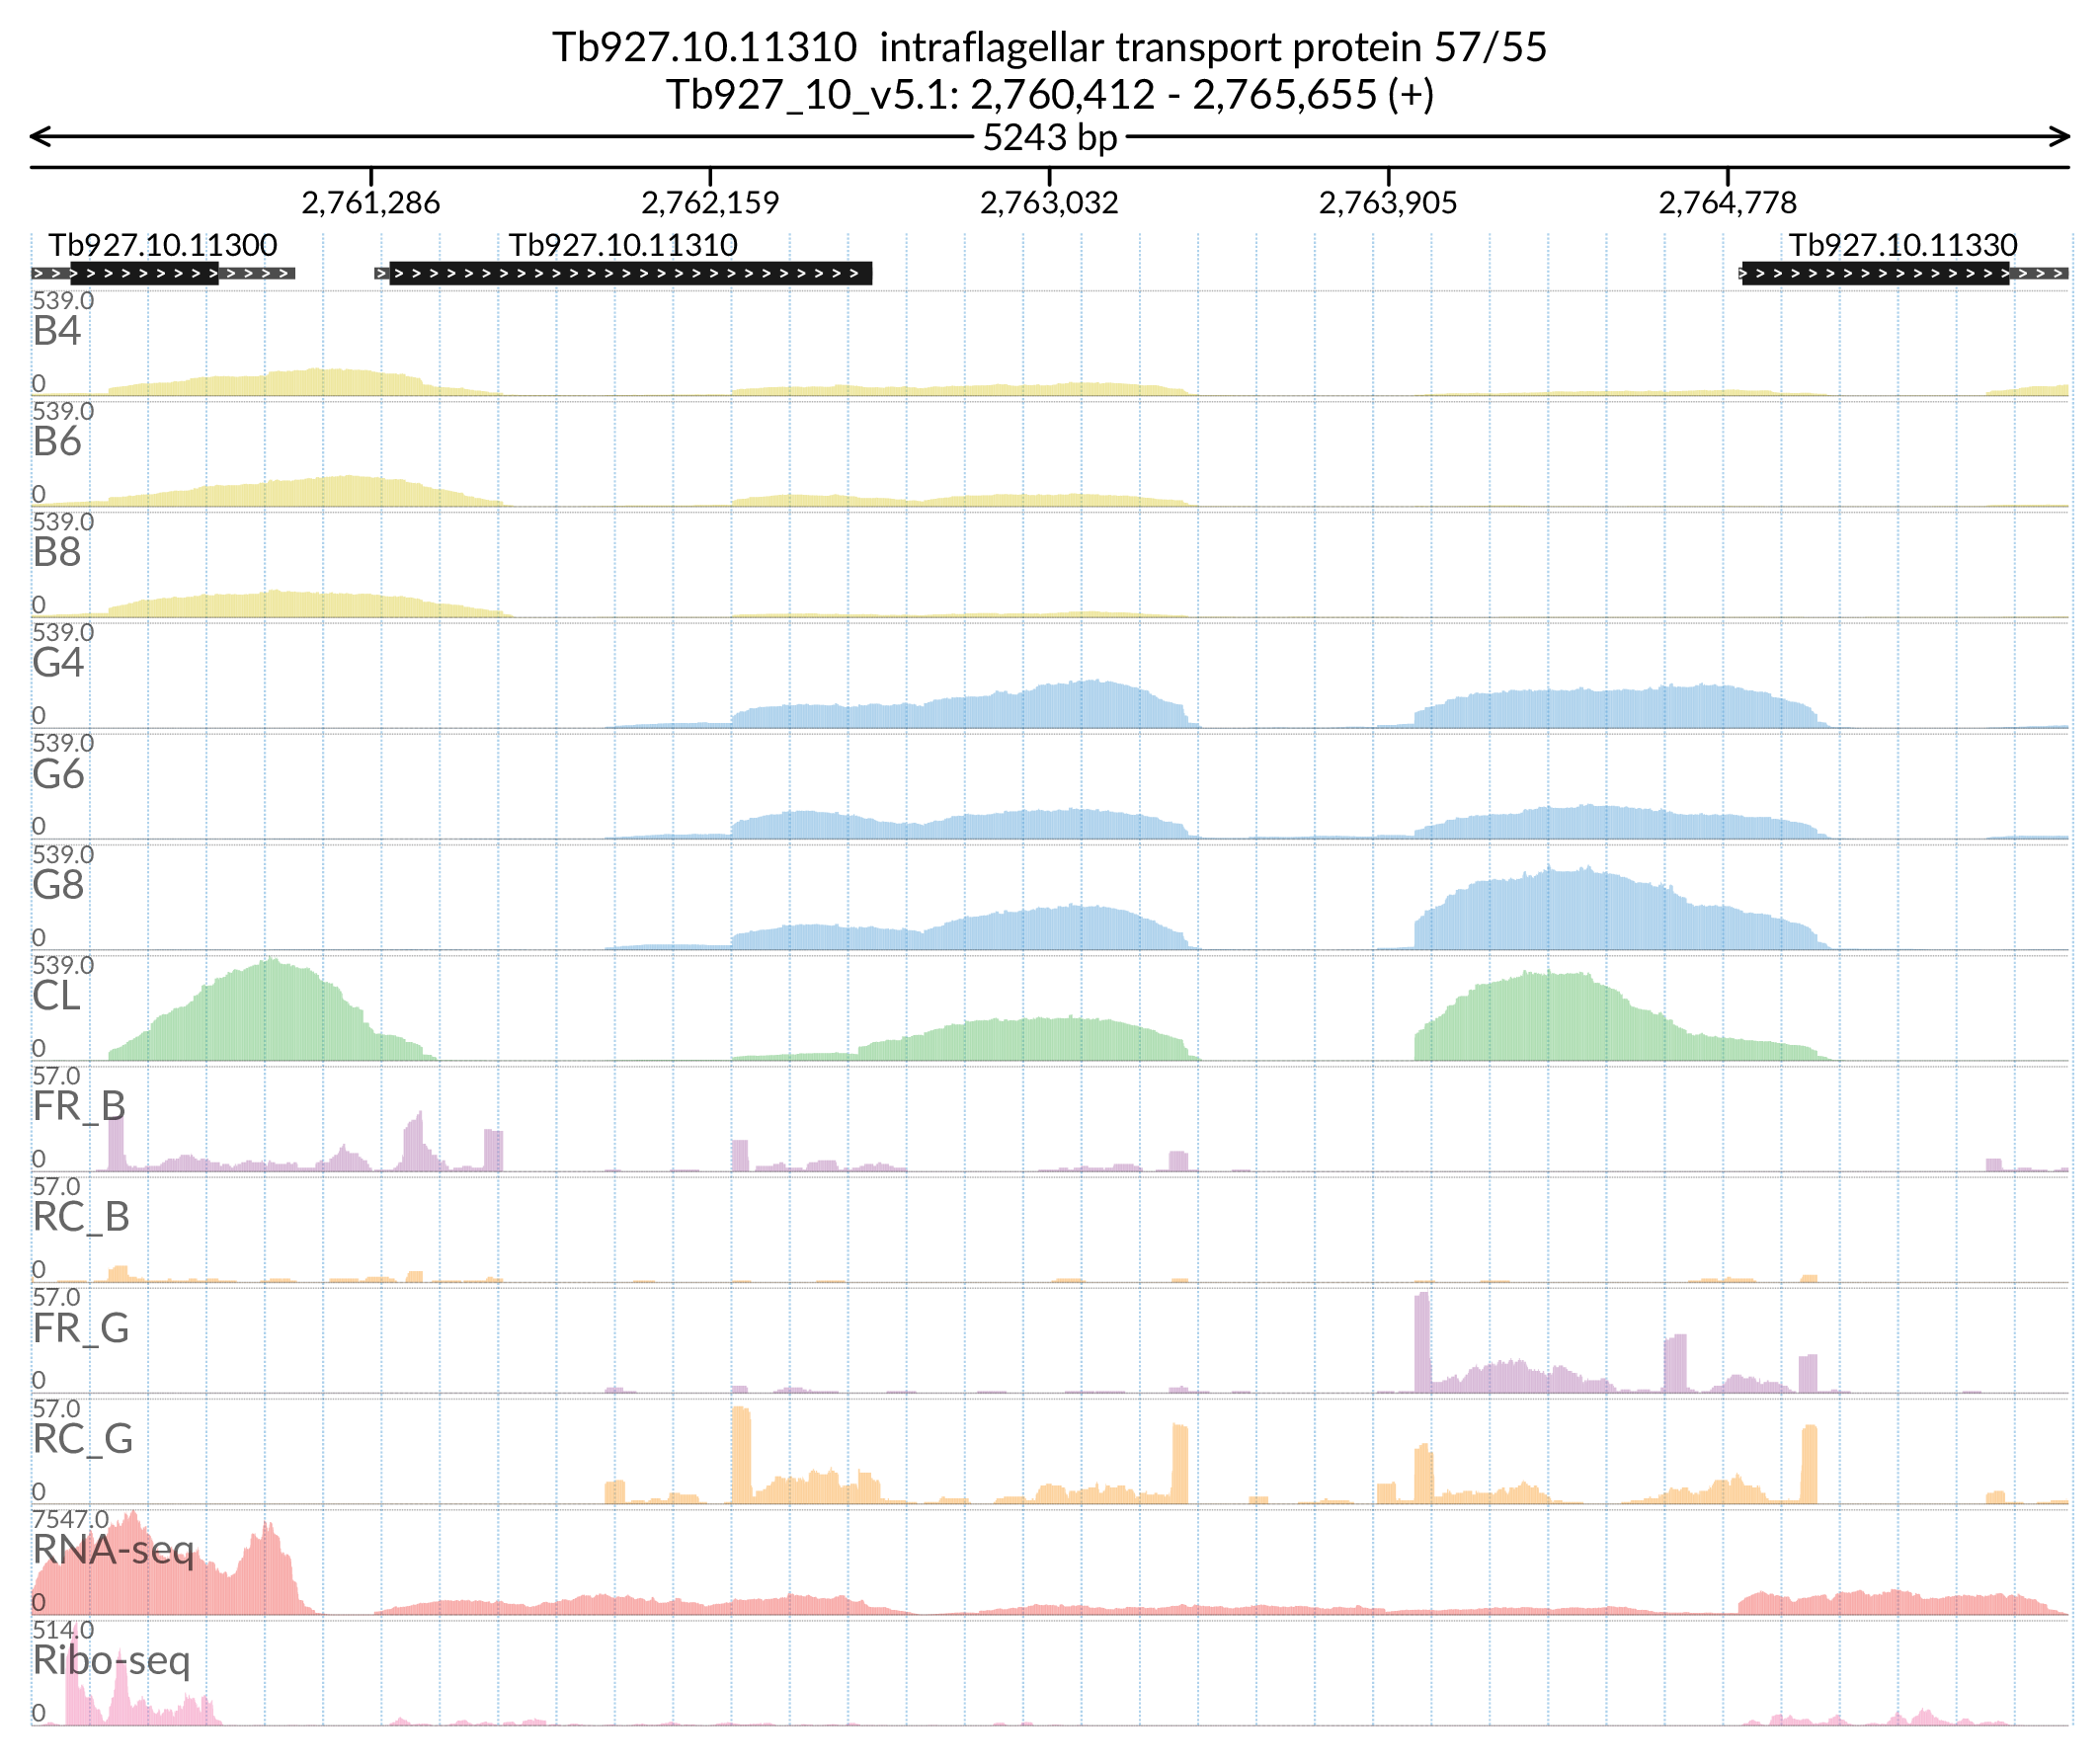 Tb927.10.11310 intraflagellar transport protein 57/55
Tb927_10_v5.1: 2,760,412 - 2,765,655 (+)
5243 bp
2,761,286 2,762,159 2,763,032 2,763,905 2,764,778
Tb927.10.11300 Tb927.10.11310 Tb927.10.11330
539.0
B4
0
539.0
B6
0
539.0
B8
0
539.0
G4
0
539.0
G6
0
539.0
G8
0
539.0
CL
0
57.0
FR_B
0
57.0
RC_B
0
57.0
FR_G
0
57.0
RC_G
0
7547.0
RNA-seq
0
514.0
Ribo-seq
0